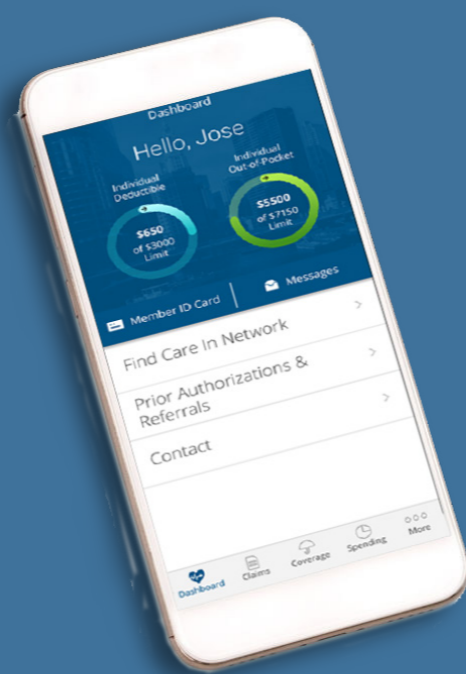 Dashboard
Hello, Jose
Individual
Deductible
$650
of $3000
Limit
Individual
Out-of-Pocket
$5500
of $7150
Limit
Member ID Card
Messages
Find Care In Network
Prior Authorizations &
Referrals
Contact
Dashboard
Claims
Coverage
Spending
More